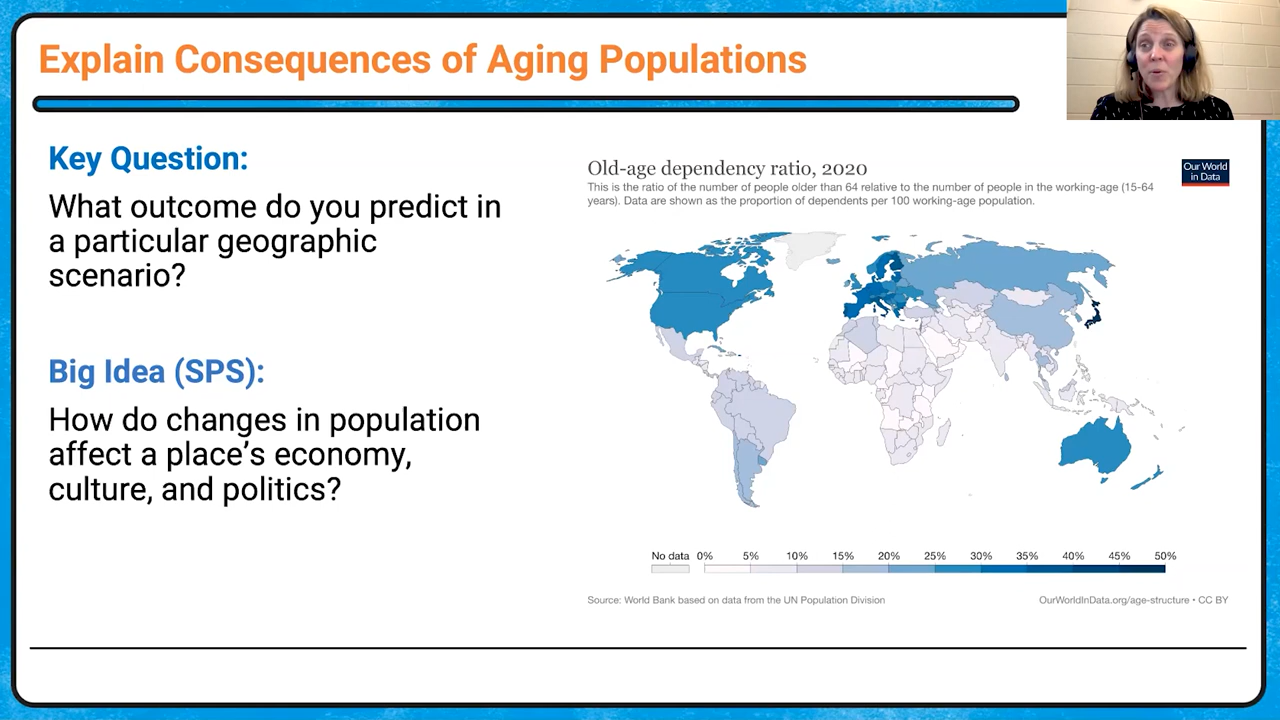 Explain Consequences of Aging Populations
Key Question:
What outcome do you predict in
a particular geographic
scenario?
Big Idea (SPS):
How do changes in population
affect a place's economy,
culture, and politics?
Old-age dependency ratio, 2020
This is the ratio of the number of people older than 64 relative to the number of people in the working-age (15-64
years). Data are shown as the proportion of dependents per 100 working-age population.
Our World
in Data
No data 0% 5% 10% 15% 20% 25% 30% 35% 40% 45% 50%
Source: World Bank based on data from the UN Population Division
OurWorldInData.org/age-structure • CC BY